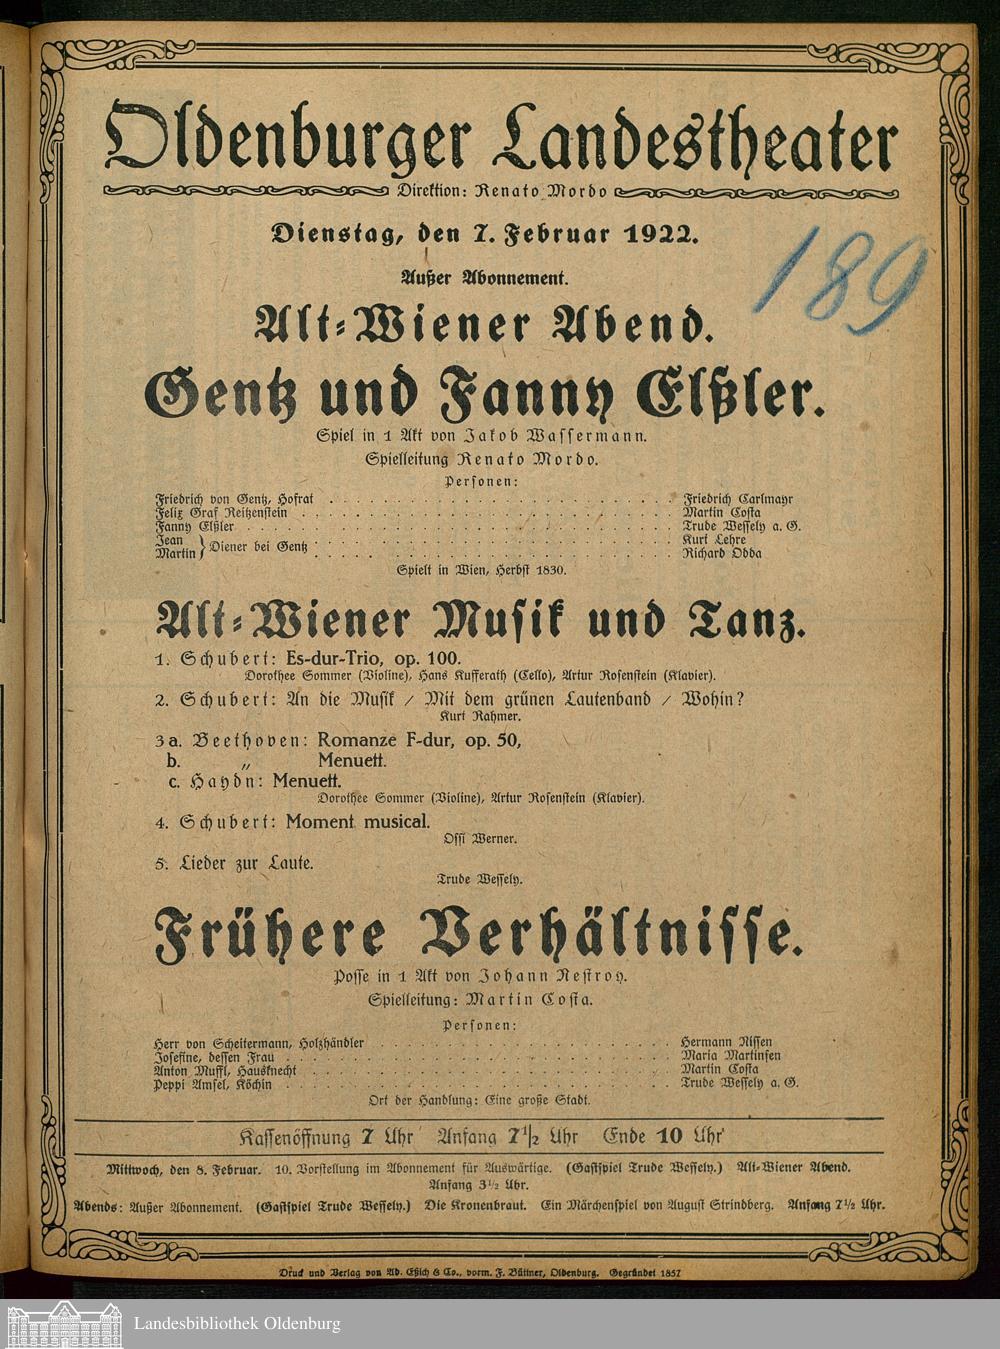 Oldenburger Landestheater
Direktion: Renato Mordo
Dienstag, den 7. Februar 1922.
189
Außer Abonnement.
Alt-Wiener Abend.
Gentz und Fanny Elßler.
Spiel in 1 Akt von Jakob Wassermann.
Spielleitung Renato Mordo.
Personen:
Friedrich von Gentz, Hofrat . . . . . Friedrich Carlmayr
Felix Graf Reitzenstein . . . . . Martin Costa
Fanny Elßler . . . . . Trude Wessely a. G.
Jean } Diener bei Gentz . . . . . Kurt Lehre
Martin } . . . . . Richard Odda
Spielt in Wien, Herbst 1830.
Alt-Wiener Musik und Tanz.
1. Schubert: Es-dur-Trio, op. 100.
Dorothee Sommer (Violine), Hans Kufferath (Cello), Artur Rosenstein (Klavier).
2. Schubert: An die Musik / Mit dem grünen Lautenband / Wohin?
Kurt Rahmer.
3 a. Beethoven: Romanze F-dur, op. 50,
b. „ Menuett.
c. Haydn: Menuett.
Dorothee Sommer (Violine), Artur Rosenstein (Klavier).
4. Schubert: Moment musical.
Ossi Werner.
5. Lieder zur Laute.
Trude Wessely.
Frühere Verhältnisse.
Posse in 1 Akt von Johann Nestroy.
Spielleitung: Martin Costa.
Personen:
Herr von Scheitermann, Holzhändler . . . . . Hermann Nissen
Josefine, dessen Frau . . . . . Maria Martinsen
Anton Muffl, Hausknecht . . . . . Martin Costa
Peppi Amsel, Köchin . . . . . Trude Wessely a. G.
Ort der Handlung: Eine große Stadt.
Kassenöffnung 7 Uhr Anfang 7 1/2 Uhr Ende 10 Uhr
Mittwoch, den 8. Februar. 10. Vorstellung im Abonnement für Auswärtige. (Gastspiel Trude Wessely.) Alt-Wiener Abend.
Anfang 3 1/2 Uhr.
Abends: Außer Abonnement. (Gastspiel Trude Wessely.) Die Kronenbraut. Ein Märchenspiel von August Strindberg. Anfang 7 1/2 Uhr.
Druck und Verlag von Ad. Eßich & Co., vorm. F. Büttner, Oldenburg. Gegründet 1857
Landesbibliothek Oldenburg